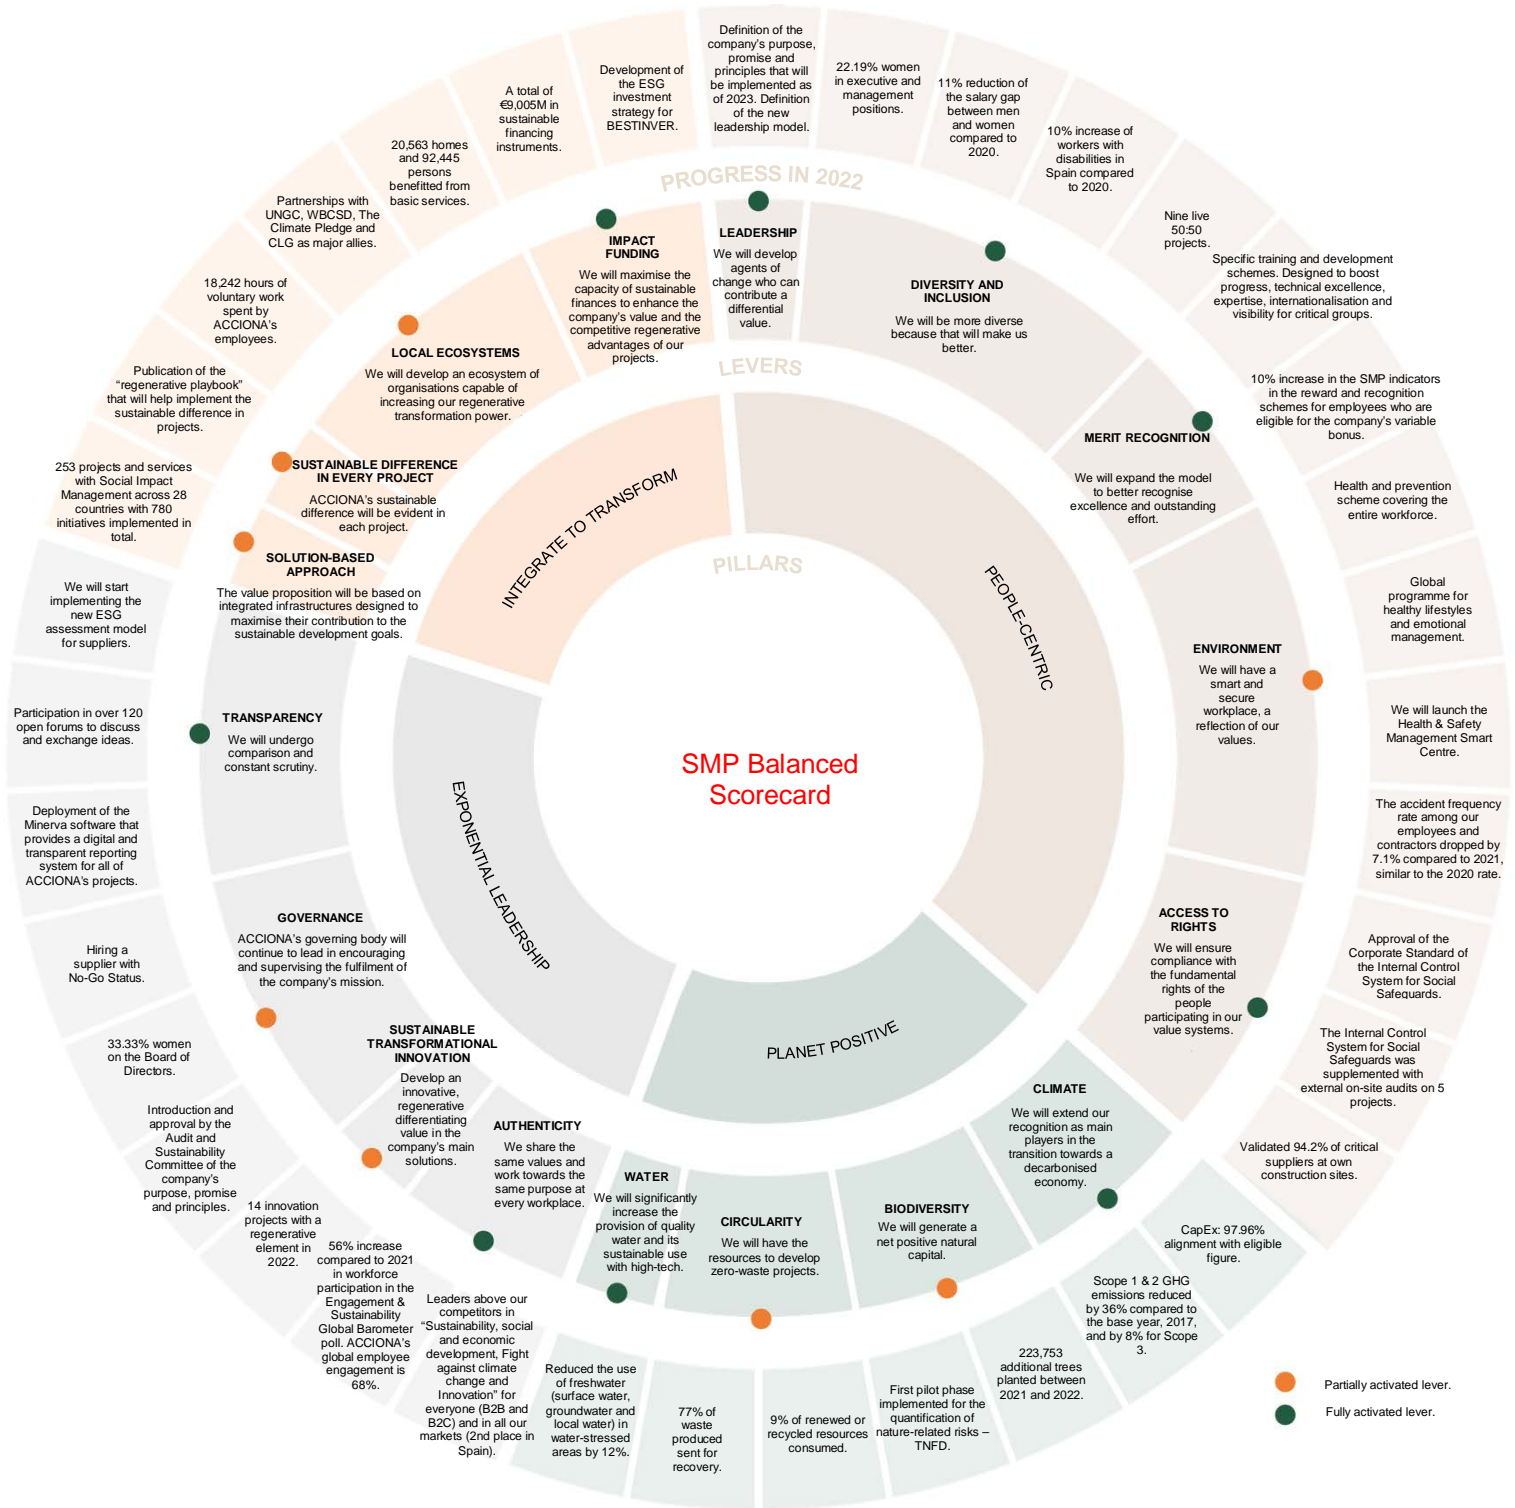 Definition of the
company's purpose,
promise and
principles that will
be implemented as
of 2023. Definition
of the new
leadership model.
22.19% women
in executive and
management
positions.
11% reduction of
the salary gap
between men
and women
compared to
2020.
10% increase of
workers with
disabilities in
Spain compared
to 2020.
Nine live
50:50
projects.
Specific training and development
schemes. Designed to boost
progress, technical excellence,
expertise, internationalisation and
visibility for critical groups.
10% increase in the SMP indicators
in the reward and recognition
schemes for employees who are
eligible for the company's variable
bonus.
Health and prevention
scheme covering the
entire workforce.
Global
programme for
healthy lifestyles
and emotional
management.
We will launch the
Health & Safety
Management Smart
Centre.
The accident frequency
rate among our
employees and
contractors dropped by
7.1% compared to 2021,
similar to the 2020 rate.
Approval of the
Corporate Standard of
the Internal Control
System for Social
Safeguards.
The Internal Control
System for Social
Safeguards was
supplemented with
external on-site audits on 5
projects.
Validated 94.2% of critical
suppliers at own
construction sites.
CapEx: 97.96%
alignment with eligible
figure.
Scope 1 & 2 GHG
emissions reduced
by 36% compared to
the base year, 2017,
and by 8% for Scope
3.
223,753
additional trees
planted between
2021 and 2022.
First pilot phase
implemented for the
quantification of
nature-related risks –
TNFD.
9% of renewed or
recycled resources
consumed.
77% of
waste
produced
sent for
recovery.
Reduced the use
of freshwater
(surface water,
groundwater and
local water) in
water-stressed
areas by 12%.
Leaders above our
competitors in
“Sustainability, social
and economic
development, Fight
against climate
change and
Innovation” for
everyone (B2B and
B2C) and in all our
markets (2nd place in
Spain).
56% increase
compared to 2021
in workforce
participation in the
Engagement &
Sustainability
Global Barometer
poll. ACCIONA's
global employee
engagement is
68%.
14 innovation
projects with a
regenerative
element in
2022.
Introduction and
approval by the
Audit and
Sustainability
Committee of the
company's
purpose, promise
and principles.
33.33% women
on the Board of
Directors.
Hiring a
supplier with
No-Go Status.
Deployment of the
Minerva software that
provides a digital and
transparent reporting
system for all of
ACCIONA's projects.
Participation in over 120
open forums to discuss
and exchange ideas.
We will start
implementing the
new ESG
assessment model
for suppliers.
253 projects and services
with Social Impact
Management across 28
countries with 780
initiatives implemented in
total.
Publication of the
“regenerative playbook”
that will help implement the
sustainable difference in
projects.
18,242 hours of
voluntary work
spent by
ACCIONA's
employees.
Partnerships with
UNGC, WBCSD, The
Climate Pledge and
CLG as major allies.
20,563 homes
and 92,445
persons
benefitted from
basic services.
A total of
€9,005M in
sustainable
financing
instruments.
Development of
the ESG
investment
strategy for
BESTINVER.
PROGRESS IN 2022
LEADERSHIP
We will develop
agents of
change who can
contribute a
differential
value.
DIVERSITY AND
INCLUSION
We will be more diverse
because that will make us
better.
MERIT RECOGNITION
We will expand the model
to better recognise
excellence and outstanding
effort.
ENVIRONMENT
We will have a
smart and
secure
workplace, a
reflection of our
values.
ACCESS TO
RIGHTS
We will ensure
compliance with
the fundamental
rights of the
people
participating in our
value systems.
CLIMATE
We will extend our
recognition as main
players in the
transition towards a
decarbonised
economy.
BIODIVERSITY
We will generate a
net positive natural
capital.
CIRCULARITY
We will have the
resources to develop
zero-waste projects.
WATER
We will significantly
increase the
provision of quality
water and its
sustainable use
with high-tech.
AUTHENTICITY
We share the
same values and
work towards the
same purpose at
every workplace.
SUSTAINABLE
TRANSFORMATIONAL
INNOVATION
Develop an
innovative,
regenerative
differentiating
value in the
company's main
solutions.
GOVERNANCE
ACCIONA's governing body will
continue to lead in encouraging
and supervising the fulfilment of
the company's mission.
TRANSPARENCY
We will undergo
comparison and
constant scrutiny.
SOLUTION-BASED
APPROACH
The value proposition will be based on
integrated infrastructures designed to
maximise their contribution to the
sustainable development goals.
SUSTAINABLE DIFFERENCE
IN EVERY PROJECT
ACCIONA's sustainable
difference will be evident in
each project.
LOCAL ECOSYSTEMS
We will develop an ecosystem of
organisations capable of
increasing our regenerative
transformation power.
IMPACT
FUNDING
We will maximise the
capacity of sustainable
finances to enhance the
company's value and the
competitive regenerative
advantages of our
projects.
LEVERS
INTEGRATE TO TRANSFORM
PEOPLE-CENTRIC
PLANET POSITIVE
EXPONENTIAL LEADERSHIP
PILLARS
SMP Balanced
Scorecard
Partially activated lever.
Fully activated lever.